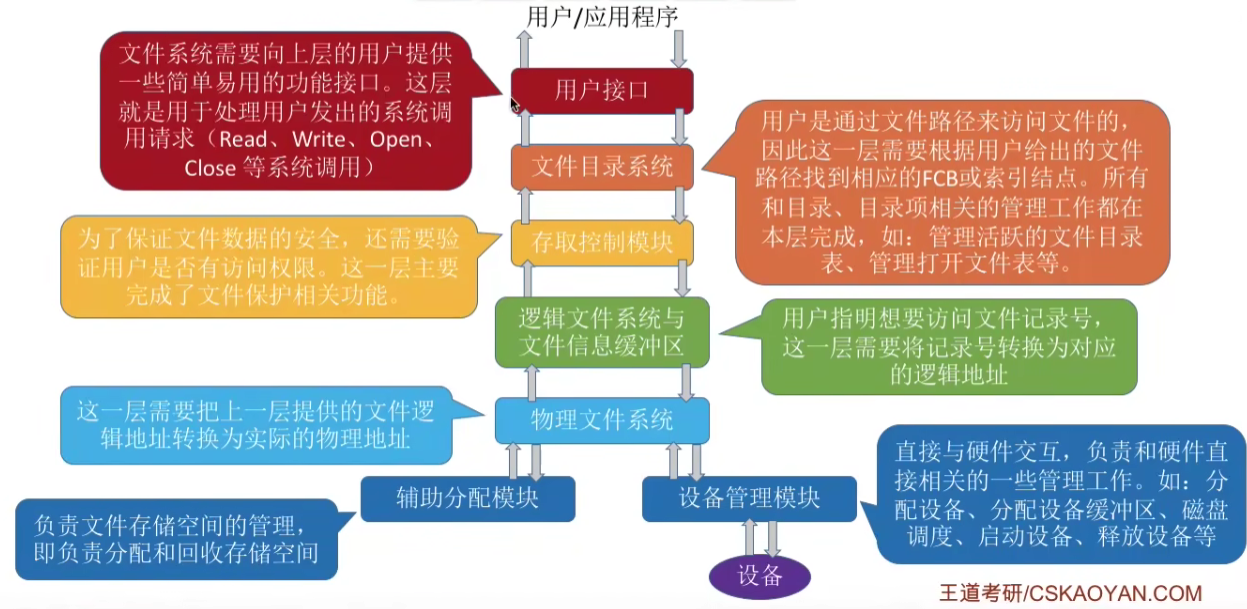 用户/应用程序
文件系统需要向上层的用户提供
一些简单易用的功能接口。这层
就是用于处理用户发出的系统调
用请求（Read、Write、Open、
Close 等系统调用）
用户接口
用户是通过文件路径来访问文件的，
因此这一层需要根据用户给出的文件
路径找到相应的FCB或索引结点。所有
和目录、目录项相关的管理工作都在
本层完成，如：管理活跃的文件目录
表、管理打开文件表等。
文件目录系统
为了保证文件数据的安全，还需要验
证用户是否有访问权限。这一层主要
完成了文件保护相关功能。
存取控制模块
逻辑文件系统与
文件信息缓冲区
用户指明想要访问文件记录号，
这一层需要将记录号转换为对应
的逻辑地址
这一层需要把上一层提供的文件逻
辑地址转换为实际的物理地址
物理文件系统
辅助分配模块
设备管理模块
直接与硬件交互，负责和硬件直
接相关的一些管理工作。如：分
配设备、分配设备缓冲区、磁盘
调度、启动设备、释放设备等
负责文件存储空间的管理，
即负责分配和回收存储空间
设备
王道考研/CSKAOYAN.COM